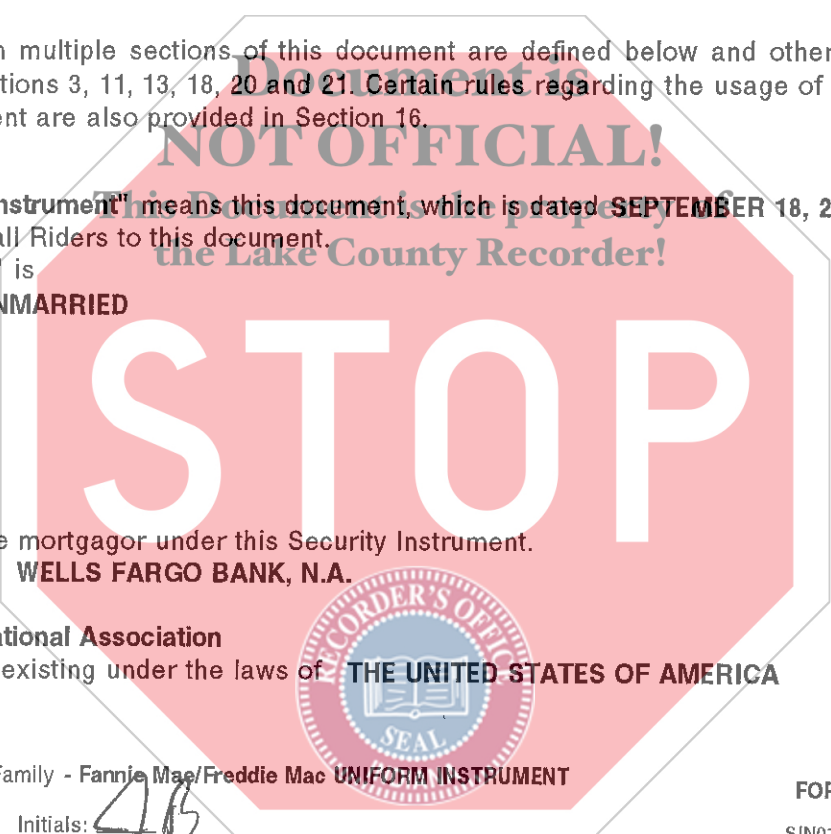 multiple sections of this document are defined below and other
tions 3, 11, 13, 18, 20 and 21. Certain rules regarding the usage of
ent are also provided in Section 16.
Document is
NOT OFFICIAL!
This Document is the property of
the Lake County Recorder!
nstrument" means this document, which is dated SEPTEMBER 18, 2
all Riders to this document.
" is
NMARRIED
STOP
e mortgagor under this Security Instrument.
WELLS FARGO BANK, N.A.
ational Association
existing under the laws of THE UNITED STATES OF AMERICA
RECORDER'S OFFICE
SEAL
Family - Fannie Mae/Freddie Mac UNIFORM INSTRUMENT
FOR
Initials: